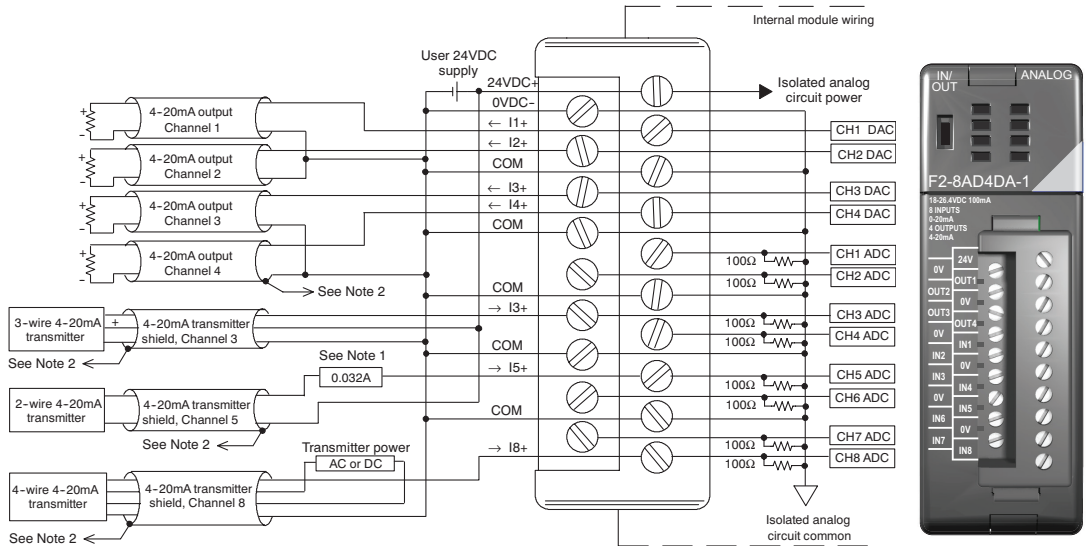 Internal module wiring
User 24VDC
supply
24VDC+
0VDC-
← I1+
← I2+
COM
← I3+
← I4+
COM
COM
→ I3+
COM
→ I5+
COM
→ I8+
+
-
4-20mA output
Channel 1
+
-
4-20mA output
Channel 2
+
-
4-20mA output
Channel 3
+
-
4-20mA output
Channel 4
See Note 2
3-wire 4-20mA
transmitter
+
4-20mA transmitter
shield, Channel 3
See Note 2
See Note 1
0.032A
2-wire 4-20mA
transmitter
4-20mA transmitter
shield, Channel 5
See Note 2
Transmitter power
AC or DC
4-wire 4-20mA
transmitter
4-20mA transmitter
shield, Channel 8
See Note 2
Isolated analog
circuit power
CH1 DAC
CH2 DAC
CH3 DAC
CH4 DAC
100Ω
CH1 ADC
100Ω
CH2 ADC
100Ω
CH3 ADC
100Ω
CH4 ADC
100Ω
CH5 ADC
100Ω
CH6 ADC
100Ω
CH7 ADC
100Ω
CH8 ADC
Isolated analog
circuit common
IN/
OUT
ANALOG
F2-8AD4DA-1
18-26.4VDC 100mA
8 INPUTS
0-20mA
4 OUTPUTS
4-20mA
24V
0V
OUT1
OUT2
0V
OUT3
OUT4
0V
IN1
IN2
0V
IN3
IN4
0V
IN5
IN6
0V
IN7
IN8